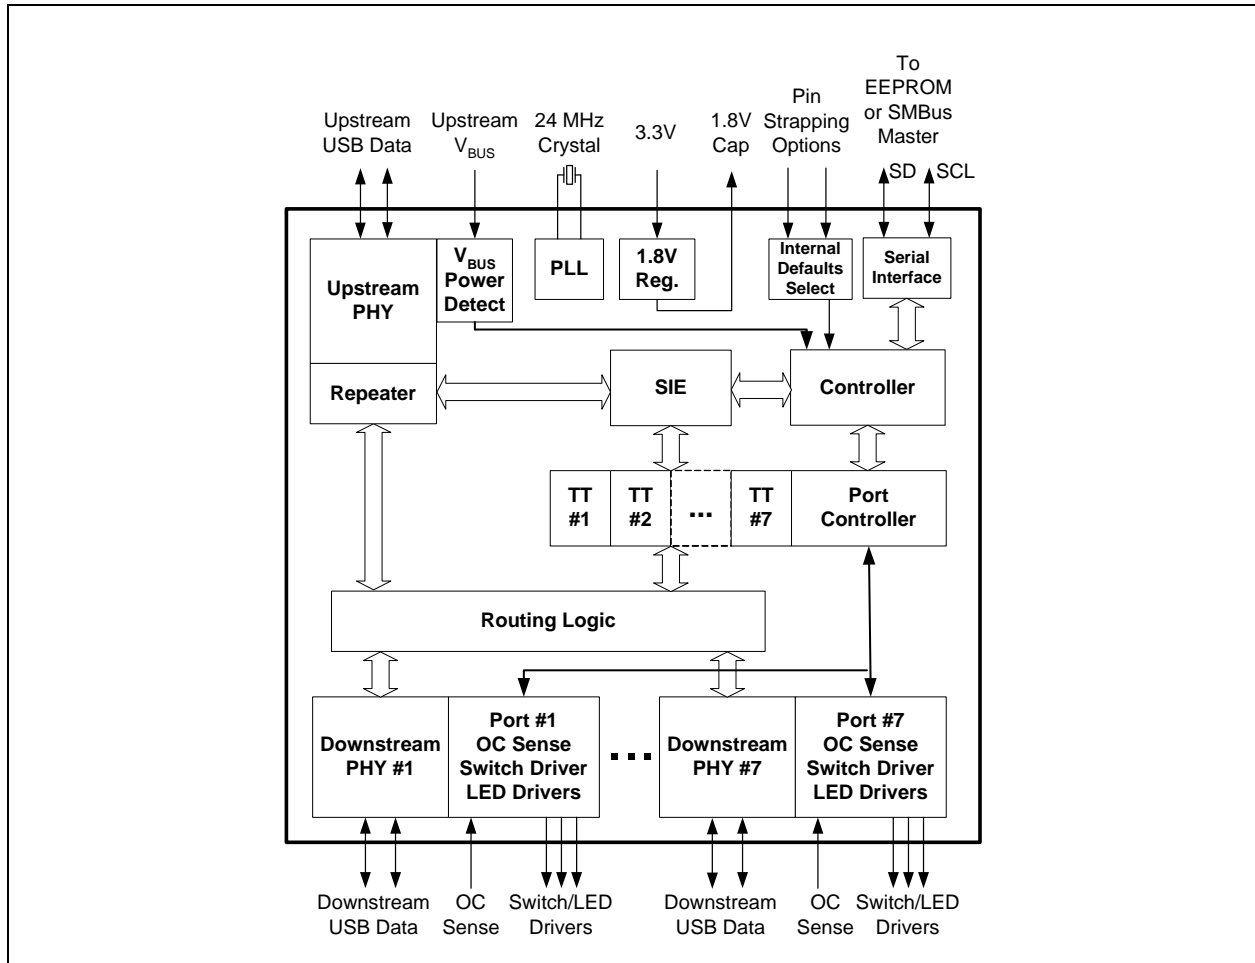 To
EEPROM
or SMBus
Master
Upstream
USB Data
Upstream
VBUS
24 MHz
Crystal
3.3V
1.8V
Cap
Pin
Strapping
Options
SD
SCL
Upstream
PHY
VBUS
Power
Detect
PLL
1.8V
Reg.
Internal
Defaults
Select
Serial
Interface
Repeater
SIE
Controller
TT
#1
TT
#2
...
TT
#7
Port
Controller
Routing Logic
Downstream
PHY #1
Port #1
OC Sense
Switch Driver
LED Drivers
...
Downstream
PHY #7
Port #7
OC Sense
Switch Driver
LED Drivers
Downstream
USB Data
OC
Sense
Switch/LED
Drivers
Downstream
USB Data
OC
Sense
Switch/LED
Drivers